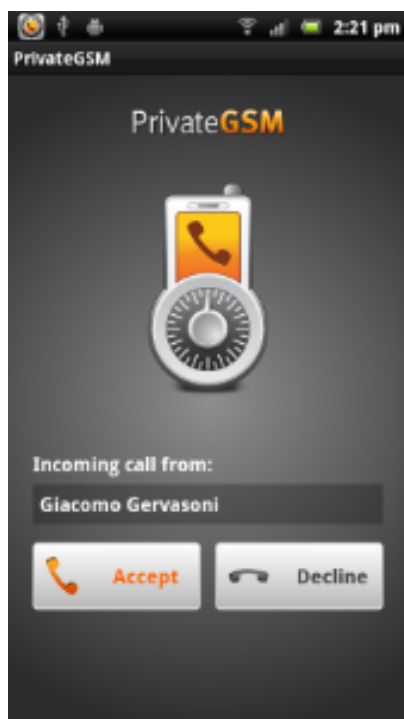 2:21 pm
PrivateGSM
PrivateGSM
Incoming call from:
Giacomo Gervasoni
Accept
Decline